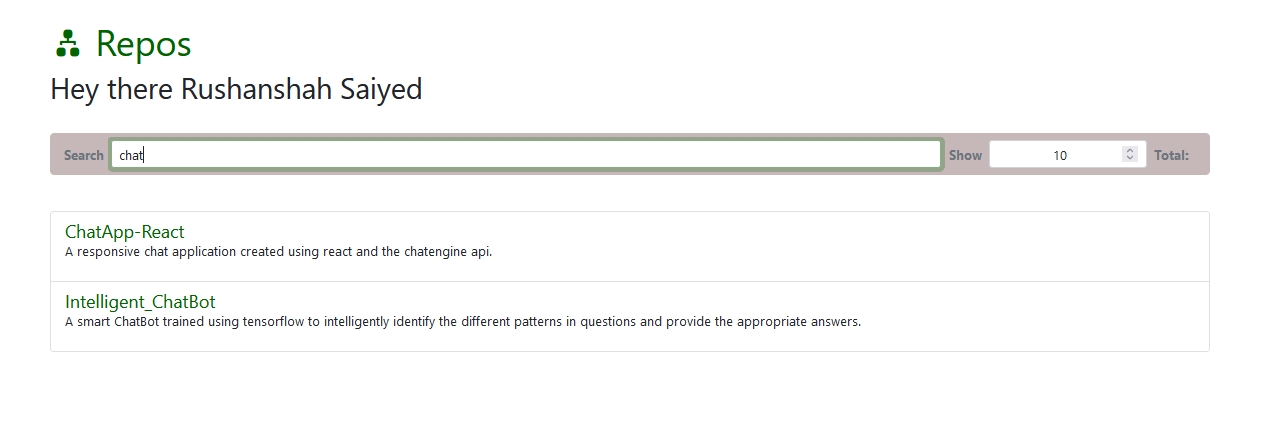 Repos
Hey there Rushanshah Saiyed
Search chat Show 10 Total:
ChatApp-React
A responsive chat application created using react and the chatengine api.
Intelligent_ChatBot
A smart ChatBot trained using tensorflow to intelligently identify the different patterns in questions and provide the appropriate answers.